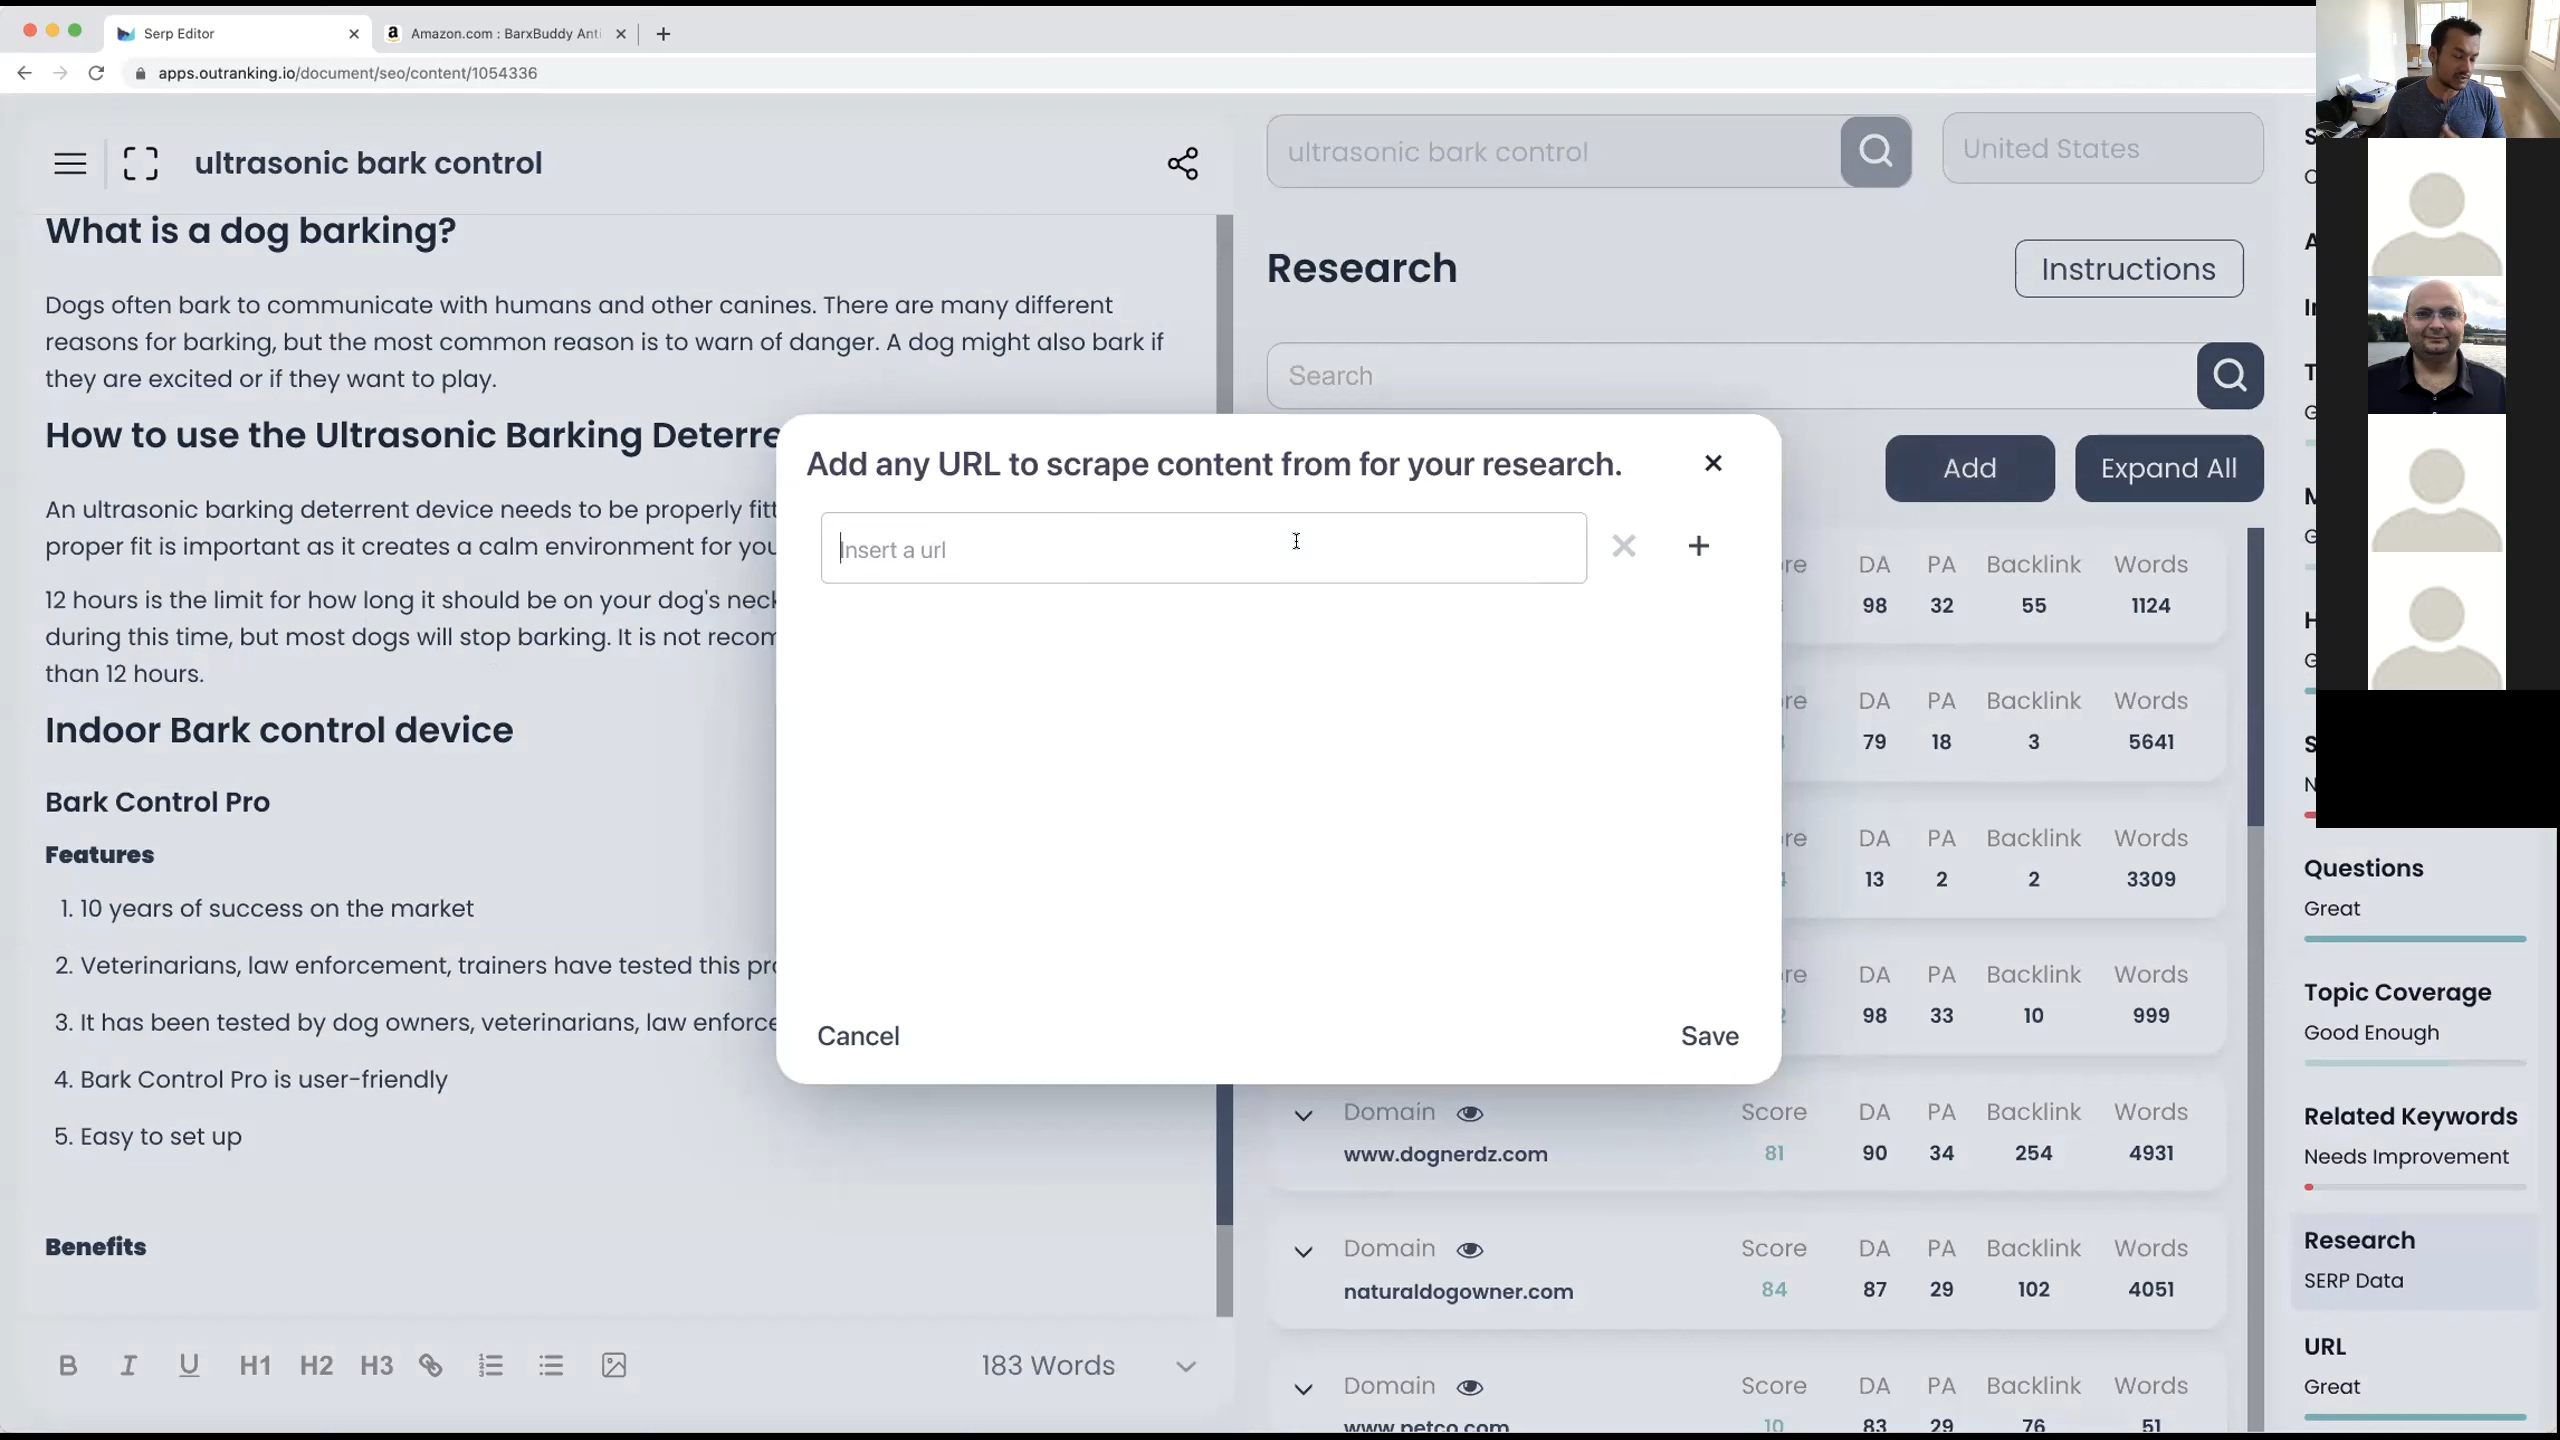 Serp Editor
Amazon.com : BarxBuddy Anti
apps.outranking.io/document/seo/content/1054336
ultrasonic bark control
What is a dog barking?
Dogs often bark to communicate with humans and other canines. There are many different
reasons for barking, but the most common reason is to warn of danger. A dog might also bark if
they are excited or if they want to play.
How to use the Ultrasonic Barking Deterre
An ultrasonic barking deterrent device needs to be properly fitt
proper fit is important as it creates a calm environment for you
12 hours is the limit for how long it should be on your dog's neck
during this time, but most dogs will stop barking. It is not recom
than 12 hours.
Indoor Bark control device
Bark Control Pro
Features
1. 10 years of success on the market
2. Veterinarians, law enforcement, trainers have tested this pro
3. It has been tested by dog owners, veterinarians, law enforce
4. Bark Control Pro is user-friendly
5. Easy to set up
Benefits
B I U H1 H2 H3
183 Words
ultrasonic bark control
United States
Research
Instructions
Search
Add
Expand All
Add any URL to scrape content from for your research.
Insert a url
Cancel
Save
re DA PA Backlink Words
98 32 55 1124
re DA PA Backlink Words
79 18 3 5641
re DA PA Backlink Words
13 2 2 3309
re DA PA Backlink Words
98 33 10 999
Domain Score DA PA Backlink Words
www.dognerdz.com 81 90 34 254 4931
Domain Score DA PA Backlink Words
naturaldogowner.com 84 87 29 102 4051
Domain Score DA PA Backlink Words
www.petco.com 10 83 29 76 51
Questions
Great
Topic Coverage
Good Enough
Related Keywords
Needs Improvement
Research
SERP Data
URL
Great